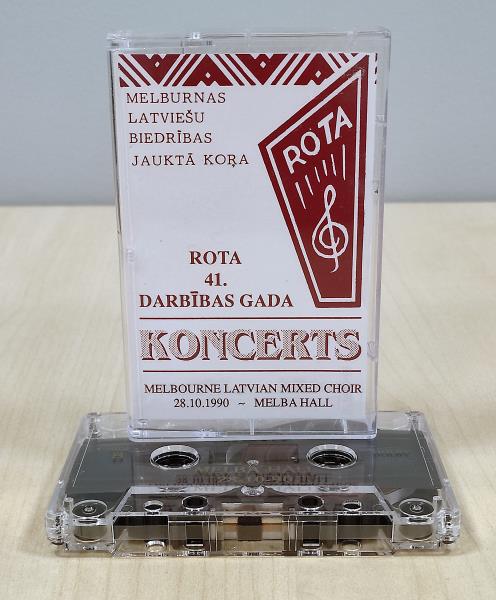 MELBURNAS
LATVIEŠU
BIEDRĪBAS
JAUKTĀ KOŖA
ROTA
ROTA
41.
DARBĪBAS GADA
KONCERTS
MELBOURNE LATVIAN MIXED CHOIR
28.10.1990 ~ MELBA HALL